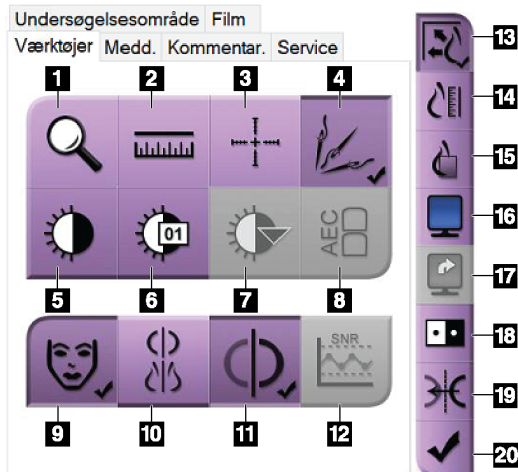 Undersøgelsesområde Film
Værktøjer Medd. Kommentar. Service
1 2 3 4
01
AEC
5 6 7 8
SNR
9 10 11 12
13
14
15
16
17
18
19
20